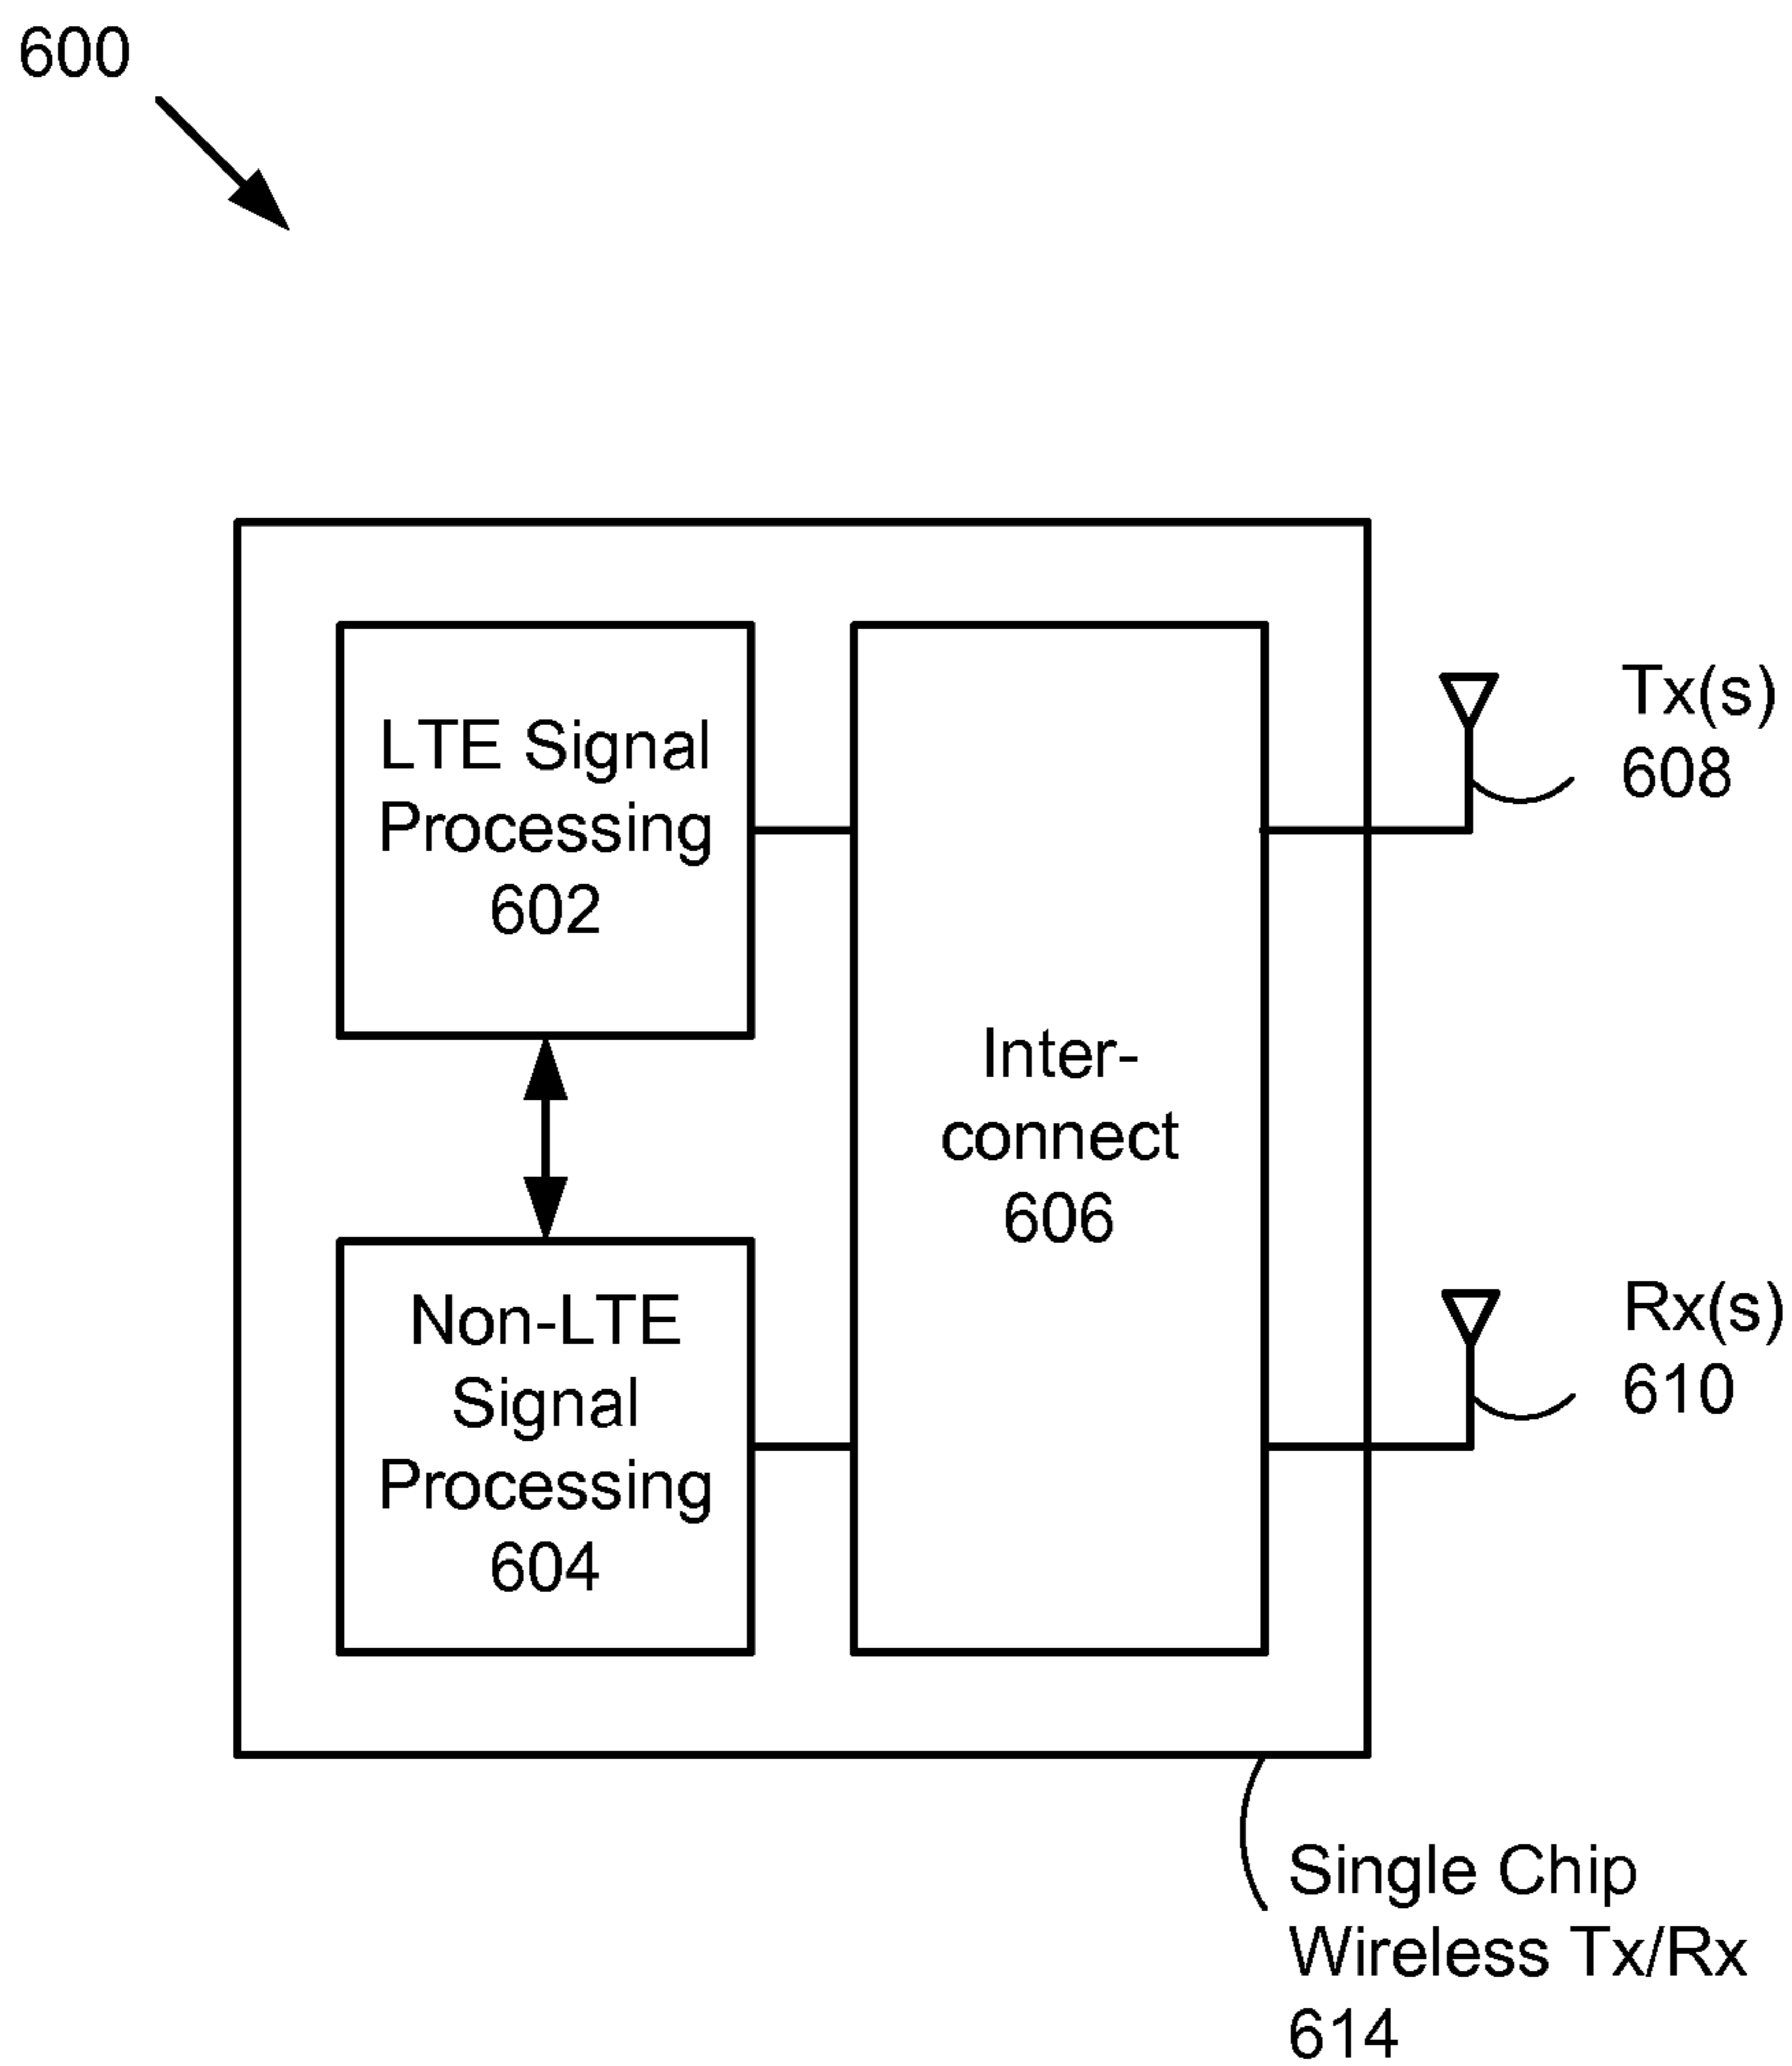 600
LTE Signal
Processing
602
Inter-
connect
606
Non-LTE
Signal
Processing
604
Tx(s)
608
Rx(s)
610
Single Chip
Wireless Tx/Rx
614